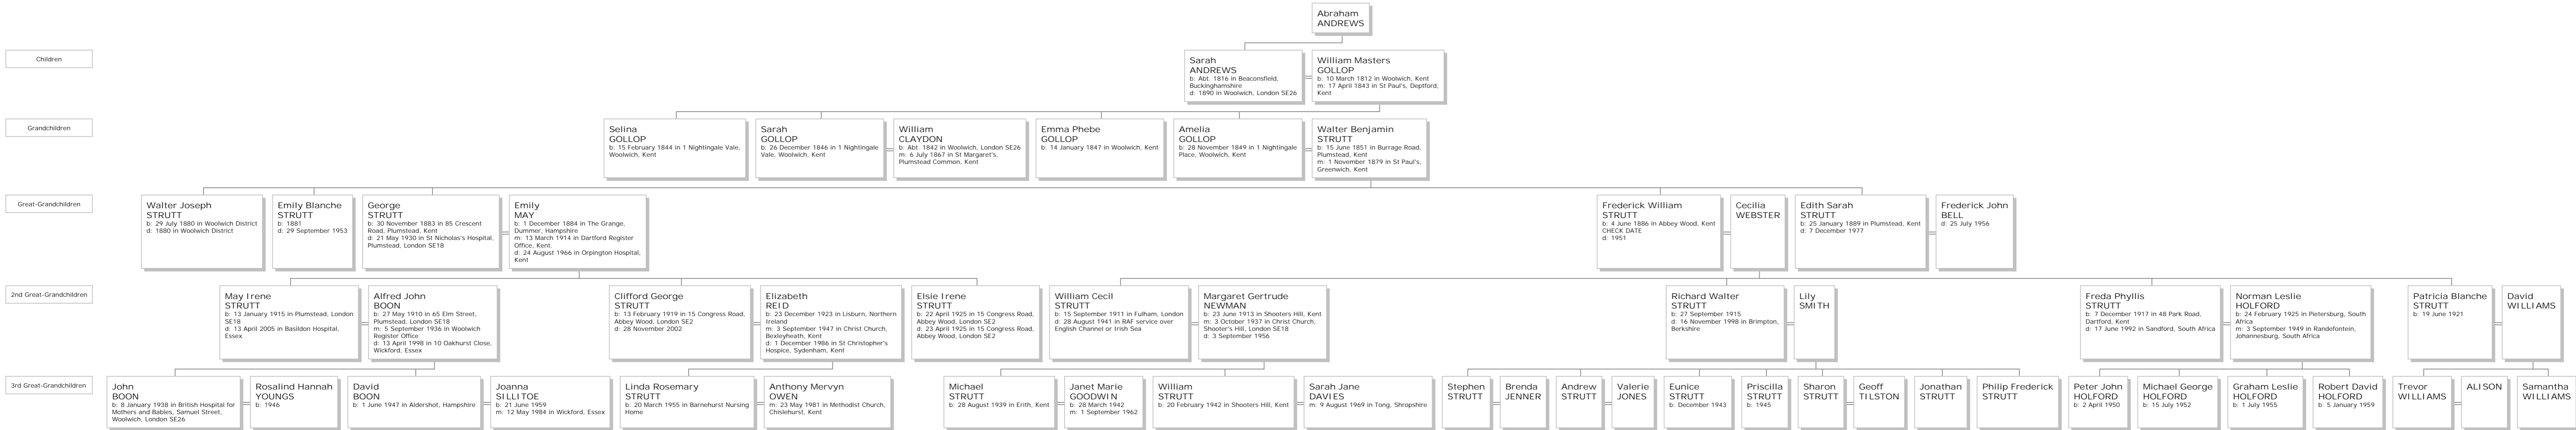 Abraham
ANDREWS
Children
Sarah
ANDREWS
b: Abt. 1816 in Beaconsfield,
Buckinghamshire
d: 1890 in Woolwich, London SE26
William Masters
GOLLOP
b: 10 March 1812 in Woolwich, Kent
m: 17 April 1843 in St Paul's, Deptford,
Kent
Grandchildren
Selina
GOLLOP
b: 15 February 1844 in 1 Nightingale Vale,
Woolwich, Kent
Sarah
GOLLOP
b: 26 December 1846 in 1 Nightingale
Vale, Woolwich, Kent
William
CLAYDON
b: Abt. 1842 in Woolwich, London SE26
m: 6 July 1867 in St Margaret's,
Plumstead Common, Kent
Emma Phebe
GOLLOP
b: 14 January 1847 in Woolwich, Kent
Amelia
GOLLOP
b: 28 November 1849 in 1 Nightingale
Place, Woolwich, Kent
Walter Benjamin
STRUTT
b: 15 June 1851 in Burrage Road,
Plumstead, Kent
m: 1 November 1879 in St Paul's,
Greenwich, Kent
Great-Grandchildren
Walter Joseph
STRUTT
b: 29 July 1880 in Woolwich District
d: 1880 in Woolwich District
Emily Blanche
STRUTT
b: 1881
d: 29 September 1953
George
STRUTT
b: 30 November 1883 in 85 Crescent
Road, Plumstead, Kent
d: 21 May 1930 in St Nicholas's Hospital,
Plumstead, London SE18
Emily
MAY
b: 1 December 1884 in The Grange,
Dummer, Hampshire
m: 13 March 1914 in Dartford Register
Office, Kent.
d: 24 August 1966 in Orpington Hospital,
Kent
Frederick William
STRUTT
b: 4 June 1886 in Abbey Wood, Kent
CHECK DATE
d: 1951
Cecilia
WEBSTER
Edith Sarah
STRUTT
b: 25 January 1889 in Plumstead, Kent
d: 7 December 1977
Frederick John
BELL
d: 25 July 1956
2nd Great-Grandchildren
May Irene
STRUTT
b: 13 January 1915 in Plumstead, London
SE18
d: 13 April 2005 in Basildon Hospital,
Essex
Alfred John
BOON
b: 27 May 1910 in 65 Elm Street,
Plumstead, London SE18
m: 5 September 1936 in Woolwich
Register Office
d: 13 April 1998 in 10 Oakhurst Close,
Wickford, Essex
Clifford George
STRUTT
b: 13 February 1919 in 15 Congress Road,
Abbey Wood, London SE2
d: 28 November 2002
Elizabeth
REID
b: 23 December 1923 in Lisburn, Northern
Ireland
m: 3 September 1947 in Christ Church,
Bexleyheath, Kent
d: 1 December 1986 in St Christopher's
Hospice, Sydenham, Kent
Elsie Irene
STRUTT
b: 22 April 1925 in 15 Congress Road,
Abbey Wood, London SE2
d: 23 April 1925 in 15 Congress Road,
Abbey Wood, London SE2
William Cecil
STRUTT
b: 15 September 1911 in Fulham, London
d: 28 August 1941 in RAF service over
English Channel or Irish Sea
Margaret Gertrude
NEWMAN
b: 23 June 1913 in Shooters Hill, Kent
m: 3 October 1937 in Christ Church,
Shooter's Hill, London SE18
d: 3 September 1956
Richard Walter
STRUTT
b: 27 September 1915
d: 16 November 1998 in Brimpton,
Berkshire
Lily
SMITH
Freda Phyllis
STRUTT
b: 7 December 1917 in 48 Park Road,
Dartford, Kent
d: 17 June 1992 in Sandford, South Africa
Norman Leslie
HOLFORD
b: 24 February 1925 in Pietersburg, South
Africa
m: 3 September 1949 in Randefontein,
Johannesburg, South Africa
Patricia Blanche
STRUTT
b: 19 June 1921
David
WILLIAMS
3rd Great-Grandchildren
John
BOON
b: 8 January 1938 in British Hospital for
Mothers and Babies, Samuel Street,
Woolwich, London SE26
Rosalind Hannah
YOUNGS
b: 1946
David
BOON
b: 1 June 1947 in Aldershot, Hampshire
Joanna
SILLITOE
b: 21 June 1959
m: 12 May 1984 in Wickford, Essex
Linda Rosemary
STRUTT
b: 20 March 1955 in Barnehurst Nursing
Home
Anthony Mervyn
OWEN
m: 23 May 1981 in Methodist Church,
Chislehurst, Kent
Michael
STRUTT
b: 28 August 1939 in Erith, Kent
Janet Marie
GOODWIN
b: 28 March 1942
m: 1 September 1962
William
STRUTT
b: 20 February 1942 in Shooters Hill, Kent
Sarah Jane
DAVIES
m: 9 August 1969 in Tong, Shropshire
Stephen
STRUTT
Brenda
JENNER
Andrew
STRUTT
Valerie
JONES
Eunice
STRUTT
b: December 1943
Priscilla
STRUTT
b: 1945
Sharon
STRUTT
Geoff
TILSTON
Jonathan
STRUTT
Philip Frederick
STRUTT
Peter John
HOLFORD
b: 2 April 1950
Michael George
HOLFORD
b: 15 July 1952
Graham Leslie
HOLFORD
b: 1 July 1955
Robert David
HOLFORD
b: 5 January 1959
Trevor
WILLIAMS
ALISON
Samantha
WILLIAMS